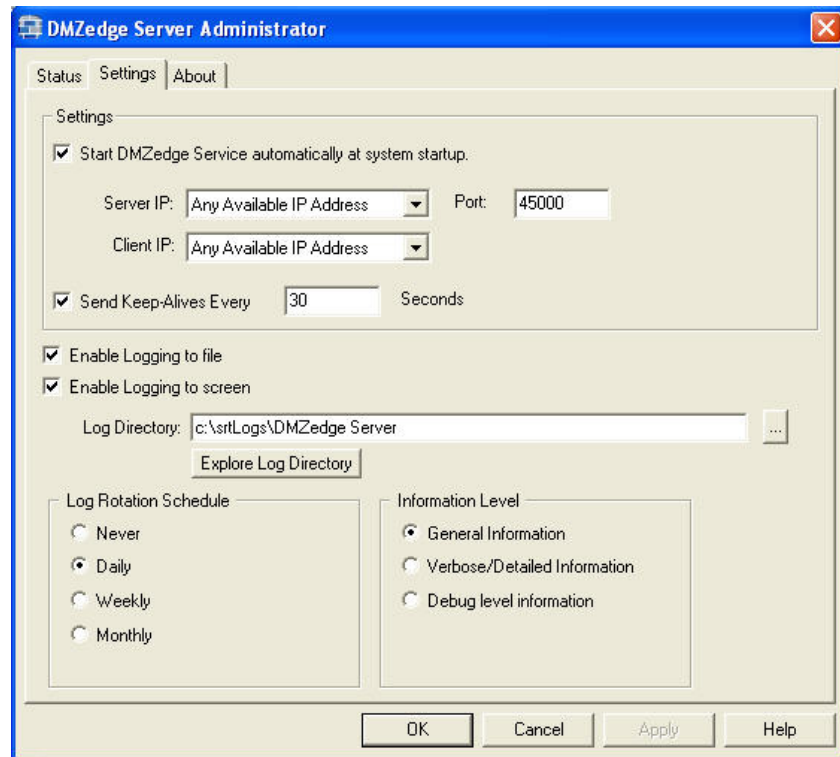 DMZedge Server Administrator
Status Settings About
Settings
Start DMZedge Service automatically at system startup.
Server IP: Any Available IP Address Port: 45000
Client IP: Any Available IP Address
Send Keep-Alives Every 30 Seconds
Enable Logging to file
Enable Logging to screen
Log Directory: c:\srtLogs\DMZedge Server ...
Explore Log Directory
Log Rotation Schedule Information Level
Never General Information
Daily Verbose/Detailed Information
Weekly Debug level information
Monthly
OK Cancel Apply Help